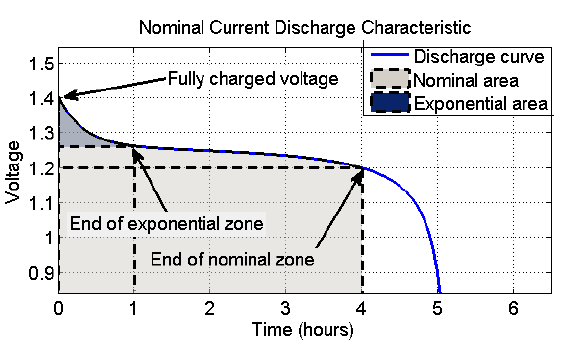 Nominal Current Discharge Characteristic
Discharge curve
Nominal area
Exponential area
Fully charged voltage
End of exponential zone
End of nominal zone
Voltage
1.5
1.4
1.3
1.2
1.1
1
0.9
0 1 2 3 4 5 6
Time (hours)